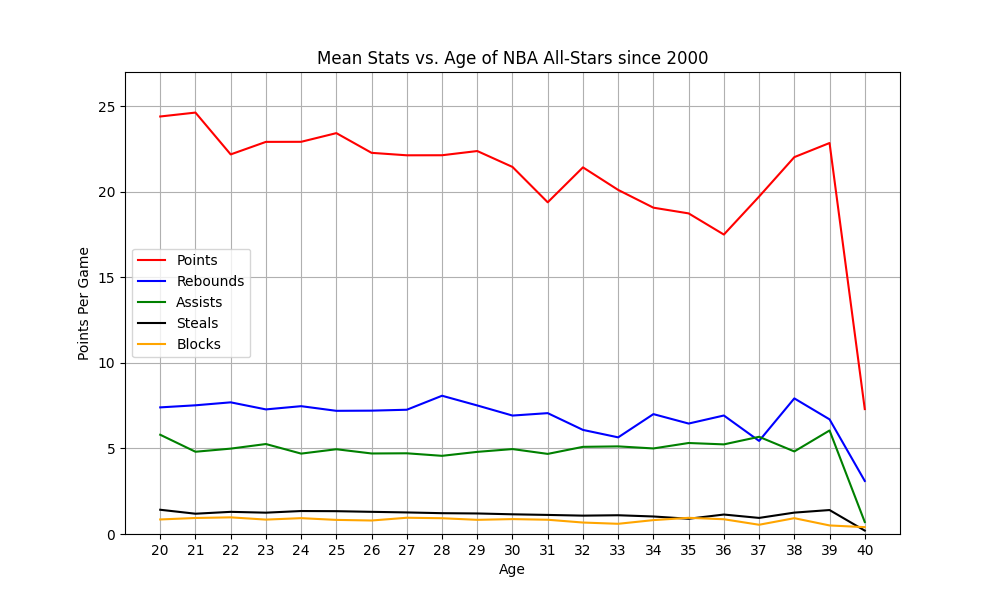 Mean Stats vs. Age of NBA All-Stars since 2000
Points Per Game
25
20
15
10
5
0
Points
Rebounds
Assists
Steals
Blocks
20 21 22 23 24 25 26 27 28 29 30 31 32 33 34 35 36 37 38 39 40
Age